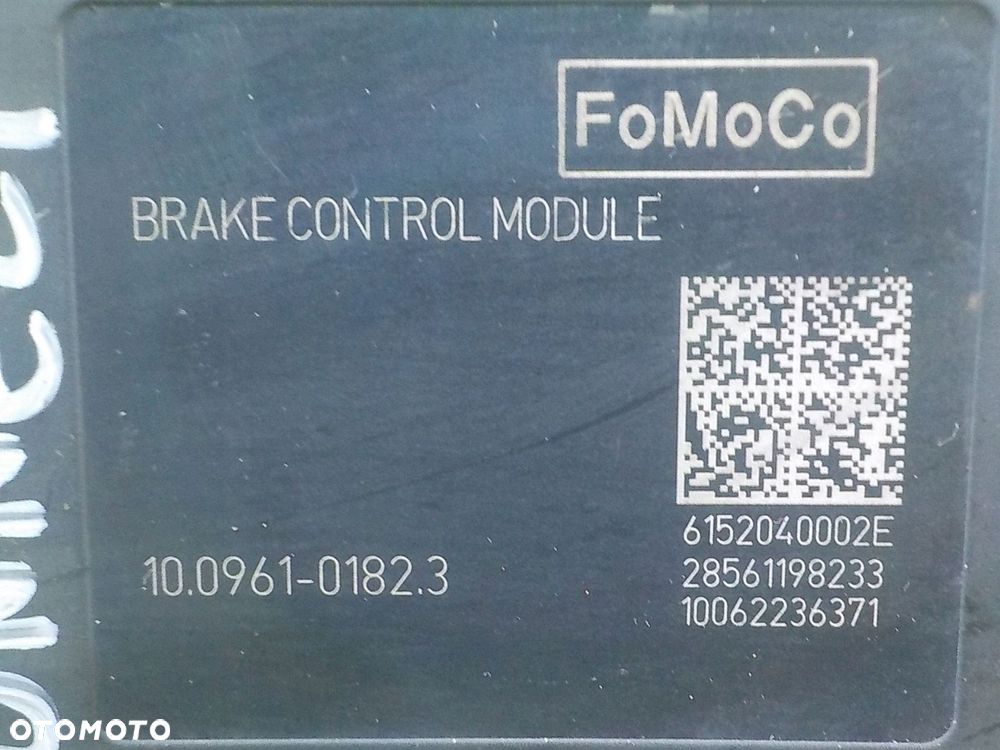 FoMoCo
BRAKE CONTROL MODULE
6152040002E
10.0961-0182.3
28561198233
10062236371
OTOMOTO